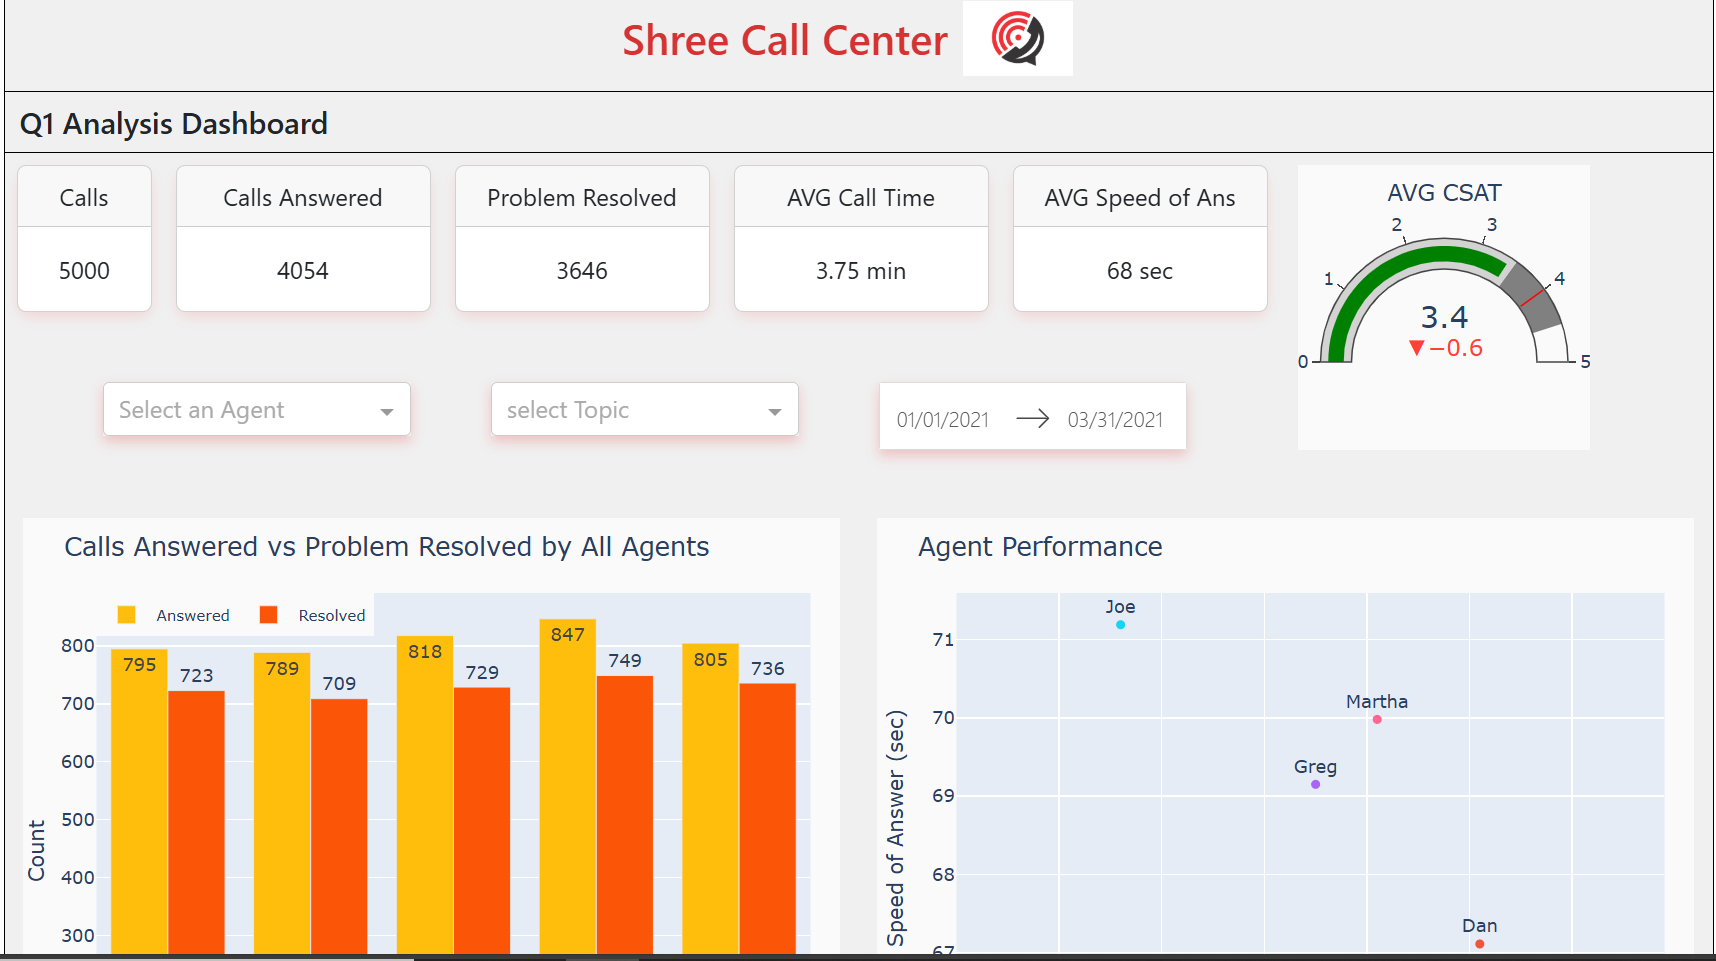 Shree Call Center
Q1 Analysis Dashboard
Calls
5000
Calls Answered
4054
Problem Resolved
3646
AVG Call Time
3.75 min
AVG Speed of Ans
68 sec
AVG CSAT
0
1
2
3
4
5
3.4
▼−0.6
Select an Agent
select Topic
01/01/2021 → 03/31/2021
Calls Answered vs Problem Resolved by All Agents
Answered Resolved
800
700
600
500
400
300
Count
795 723
789 709
818 729
847 749
805 736
Agent Performance
Speed of Answer (sec)
71
70
69
68
67
Joe
Martha
Greg
Dan